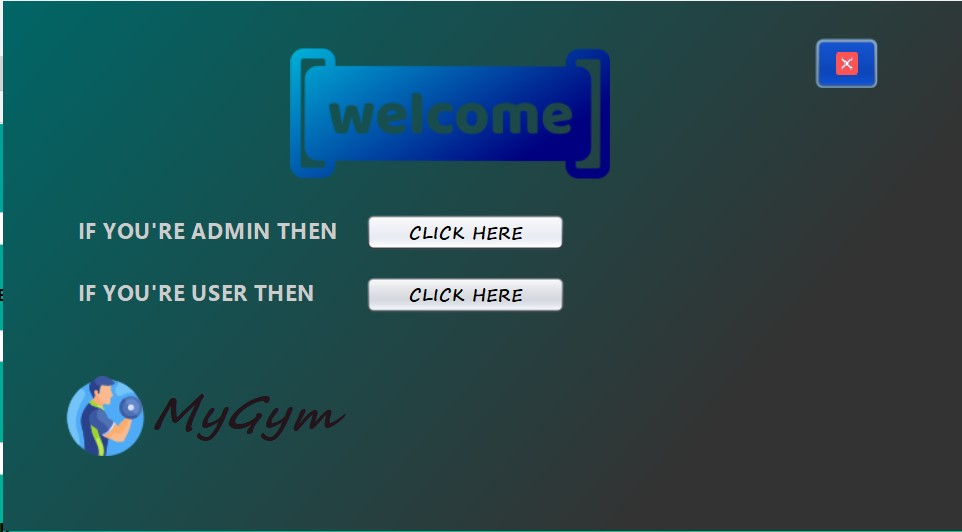 welcome
IF YOU'RE ADMIN THEN CLICK HERE
IF YOU'RE USER THEN CLICK HERE
MyGym